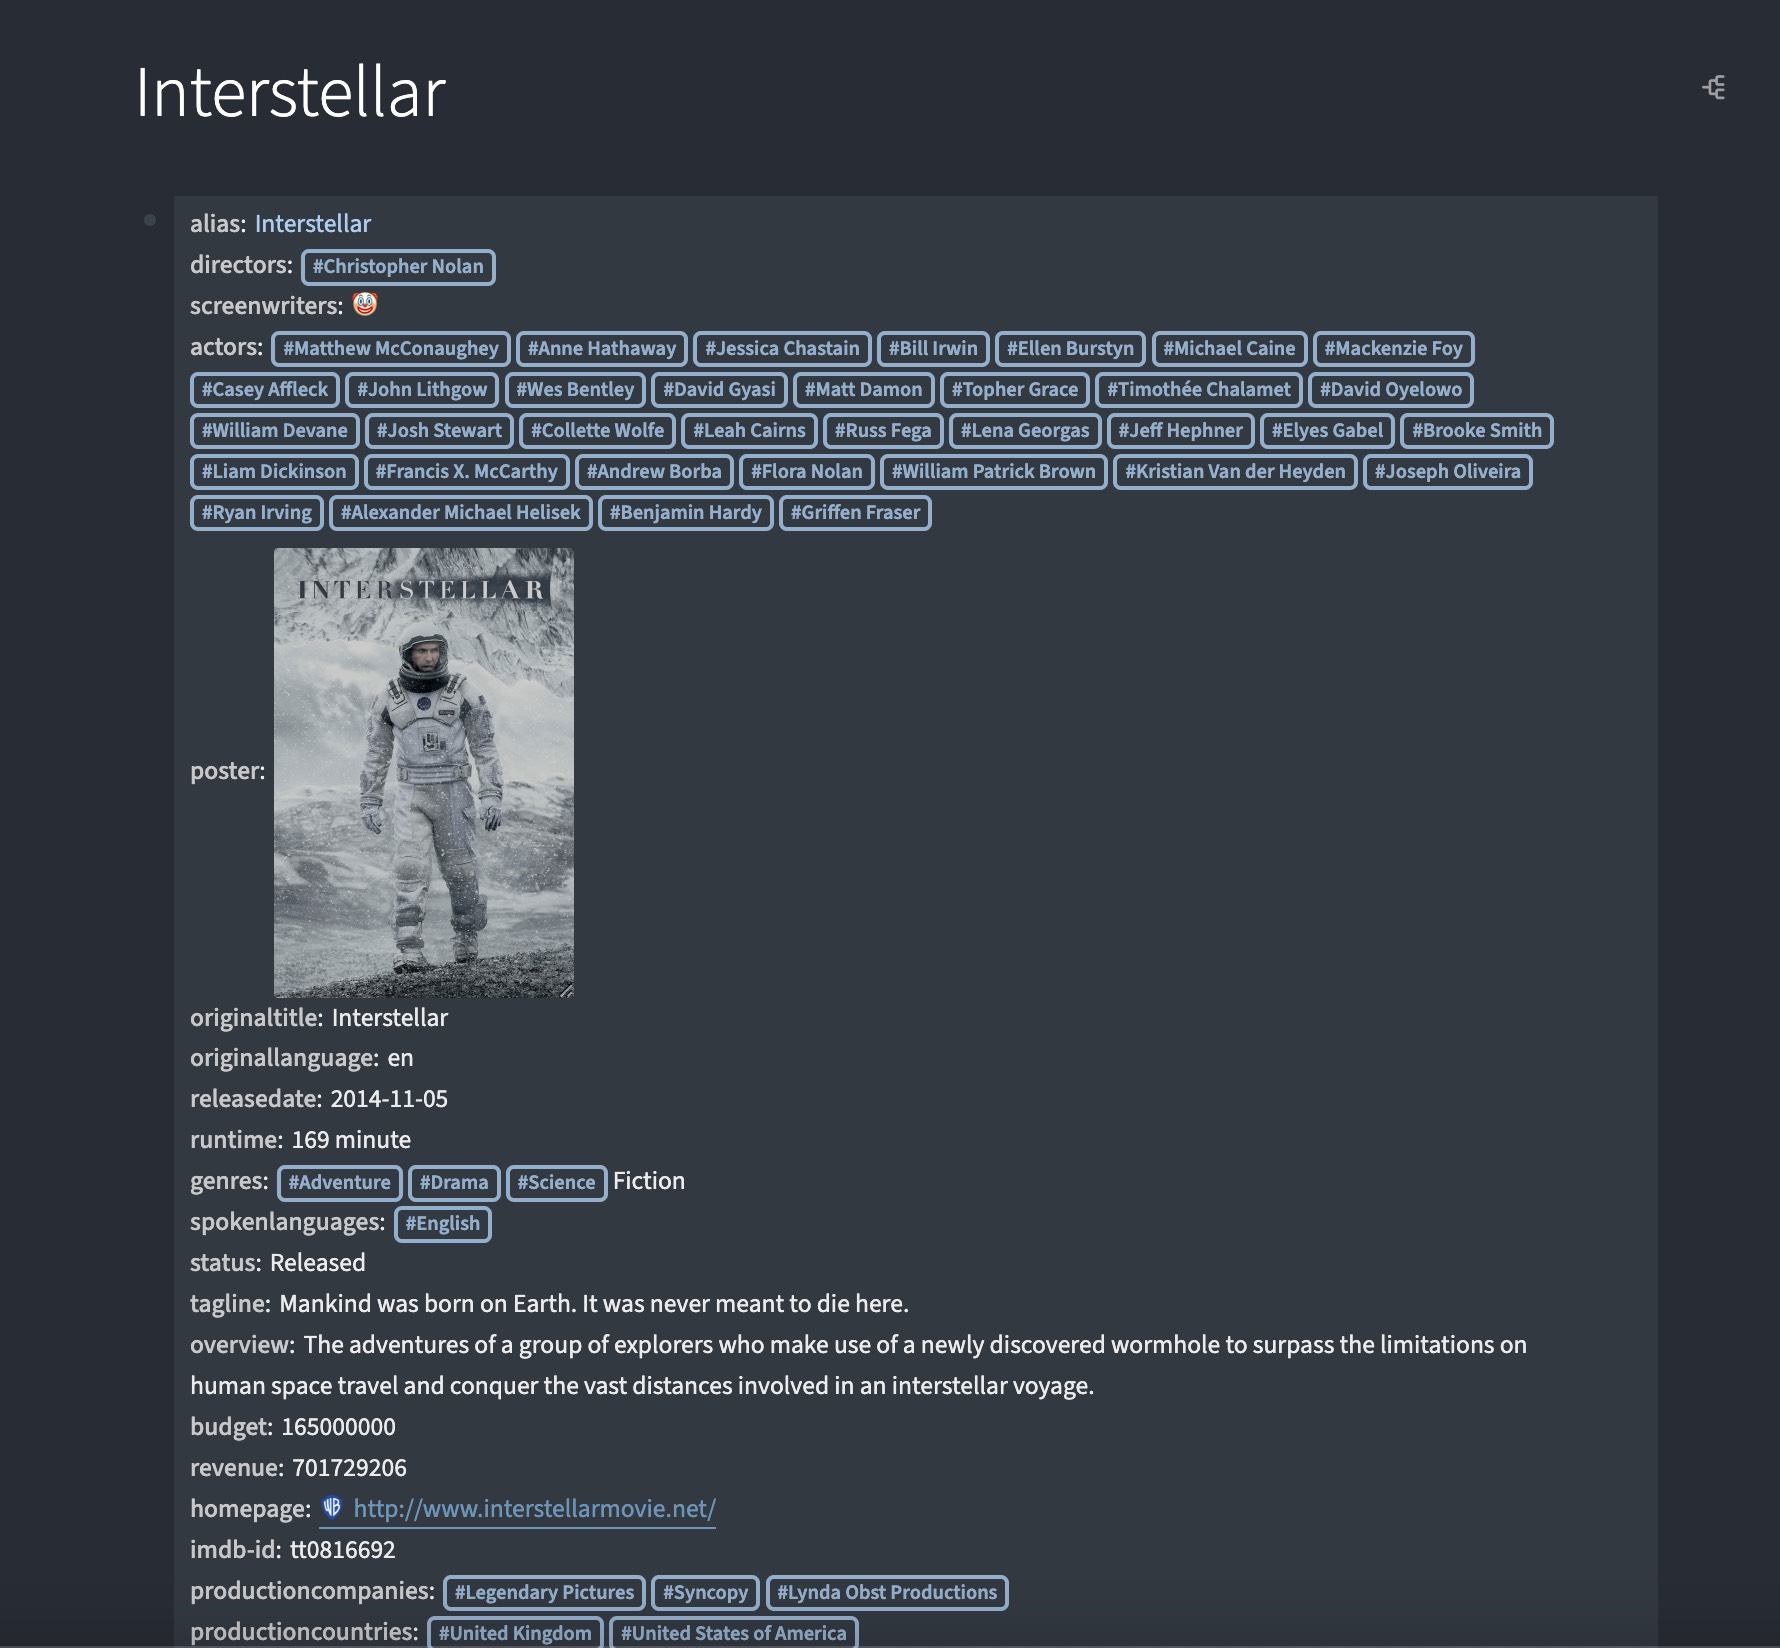 Interstellar
alias: Interstellar
directors: #Christopher Nolan
screenwriters: 🤡
actors: #Matthew McConaughey #Anne Hathaway #Jessica Chastain #Bill Irwin #Ellen Burstyn #Michael Caine #Mackenzie Foy
#Casey Affleck #John Lithgow #Wes Bentley #David Gyasi #Matt Damon #Topher Grace #Timothée Chalamet #David Oyelowo
#William Devane #Josh Stewart #Collette Wolfe #Leah Cairns #Russ Fega #Lena Georgas #Jeff Hephner #Elyes Gabel #Brooke Smith
#Liam Dickinson #Francis X. McCarthy #Andrew Borba #Flora Nolan #William Patrick Brown #Kristian Van der Heyden #Joseph Oliveira
#Ryan Irving #Alexander Michael Helisek #Benjamin Hardy #Griffen Fraser
INTERSTELLAR
poster:
originaltitle: Interstellar
originallanguage: en
releasedate: 2014-11-05
runtime: 169 minute
genres: #Adventure #Drama #Science Fiction
spokenlanguages: #English
status: Released
tagline: Mankind was born on Earth. It was never meant to die here.
overview: The adventures of a group of explorers who make use of a newly discovered wormhole to surpass the limitations on
human space travel and conquer the vast distances involved in an interstellar voyage.
budget: 165000000
revenue: 701729206
homepage: http://www.interstellarmovie.net/
imdb-id: tt0816692
productioncompanies: #Legendary Pictures #Syncopy #Lynda Obst Productions
productioncountries: #United Kingdom #United States of America